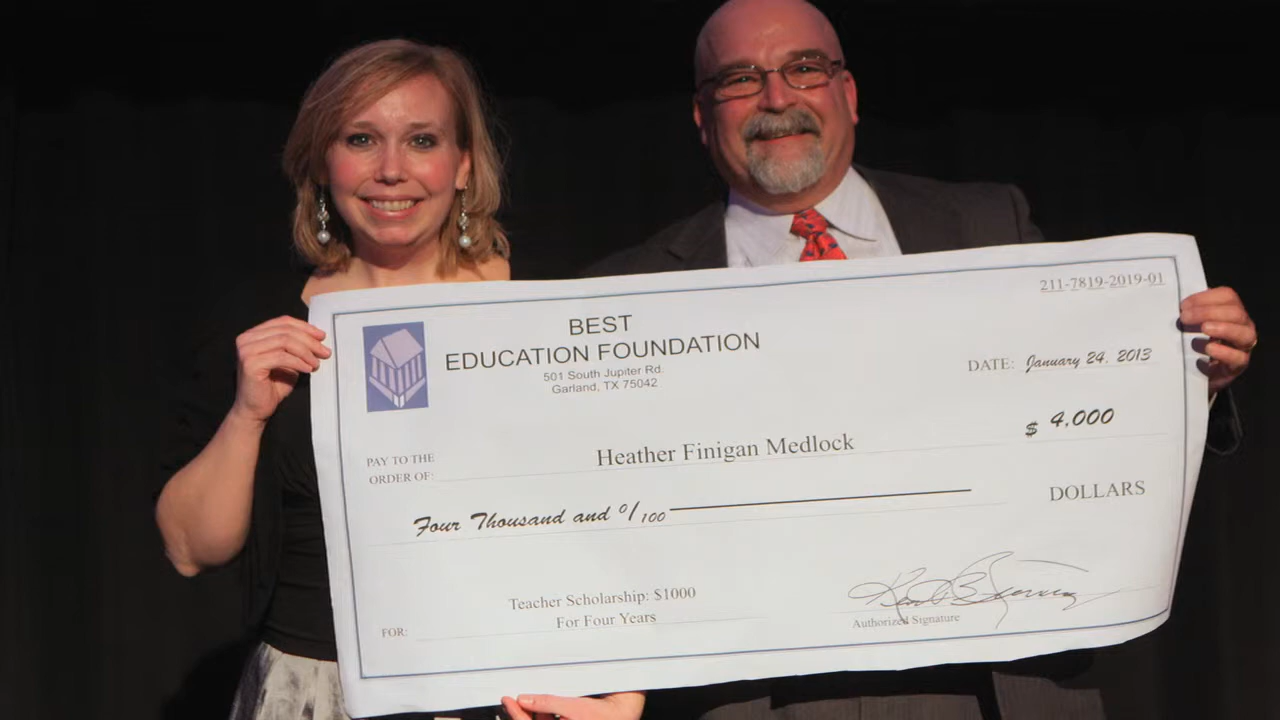 BEST
EDUCATION FOUNDATION
501 South Jupiter Rd.
Garland, TX 75042
211-7819-2019-01
DATE: January 24, 2013
$ 4,000
PAY TO THE
ORDER OF: Heather Finigan Medlock
Four Thousand and 0/100
DOLLARS
Teacher Scholarship: $1000
FOR: For Four Years
Authorized Signature